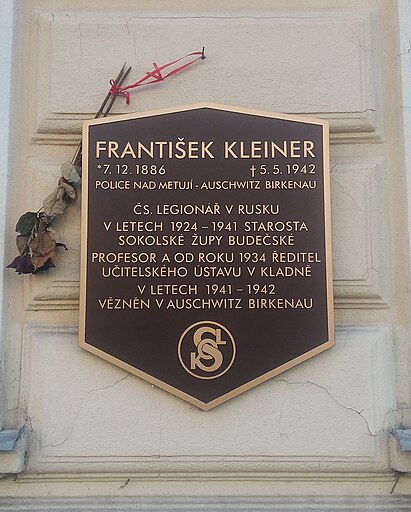 FRANTIŠEK KLEINER
*7. 12. 1886 †5. 5. 1942
POLICE NAD METUJÍ - AUSCHWITZ BIRKENAU
ČS. LEGIONÁŘ V RUSKU
V LETECH 1924 – 1941 STAROSTA
SOKOLSKÉ ŽUPY BUDEČSKÉ
PROFESOR A OD ROKU 1934 ŘEDITEL
UČITELSKÉHO ÚSTAVU V KLADNĚ
V LETECH 1941 – 1942
VĚZNĚN V AUSCHWITZ BIRKENAU